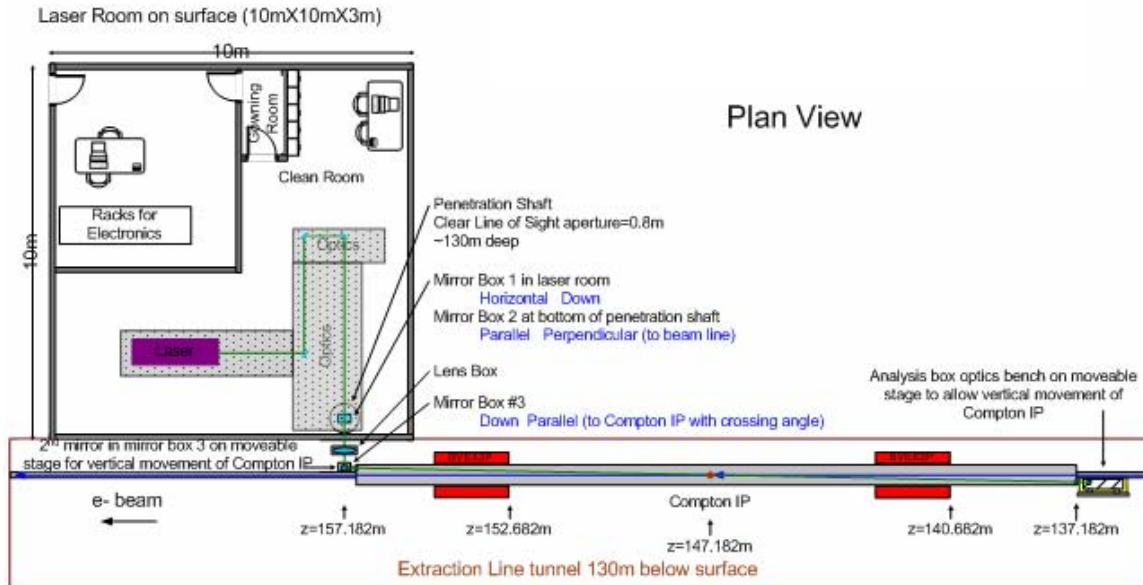 Laser Room on surface (10mX10mX3m)
10m
10m
Gowning
Room
Clean Room
Racks for
Electronics
Optics
Optics
Laser
Plan View
Penetration Shaft
Clear Line of Sight aperture=0.8m
~130m deep
Mirror Box 1 in laser room
Horizontal Down
Mirror Box 2 at bottom of penetration shaft
Parallel Perpendicular (to beam line)
Lens Box
Mirror Box #3
Down Parallel (to Compton IP with crossing angle)
Analysis box optics bench on moveable
stage to allow vertical movement of
Compton IP
2nd mirror in mirror box 3 on moveable
stage for vertical movement of Compton IP
Compton IP
e- beam
z=157.182m
z=152.682m
z=147.182m
z=140.682m
z=137.182m
Extraction Line tunnel 130m below surface